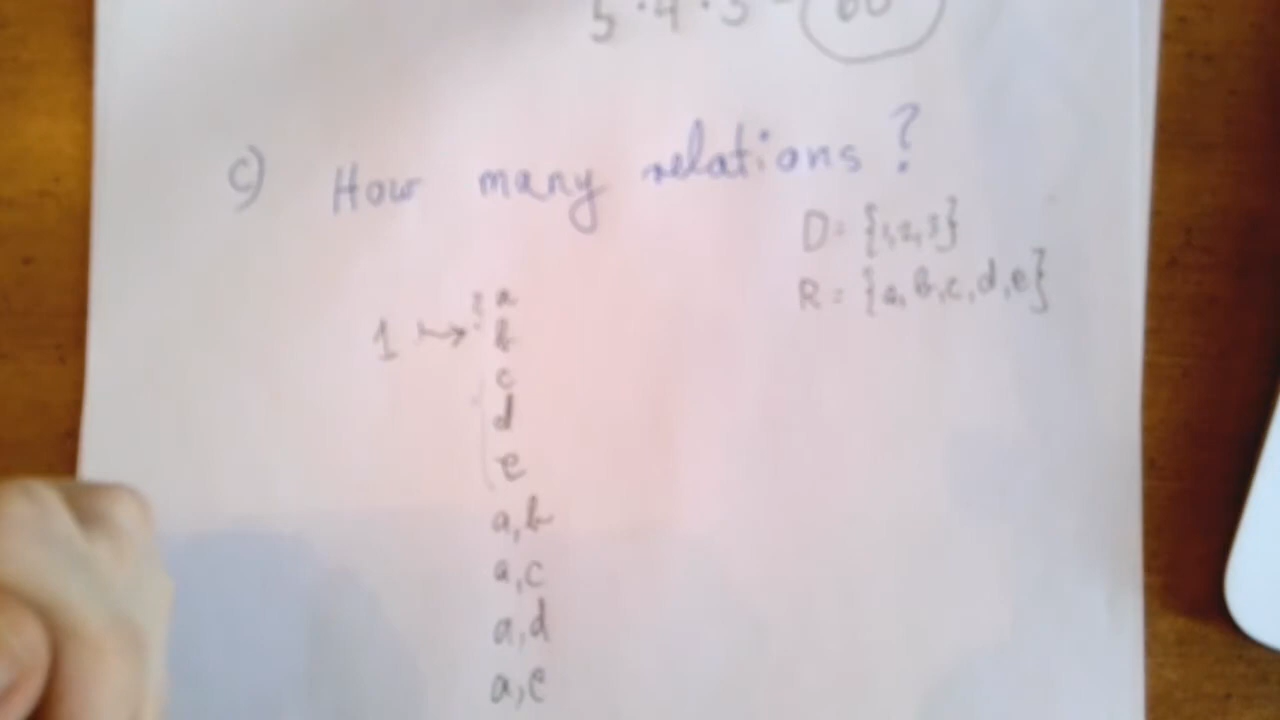 5 · 4 · 3 = 60
c) How many relations?
D = {1,2,3}
R = {a, b, c, d, e}
a
1 ↦ b
c
d
e
a, b
a, c
a, d
a, e